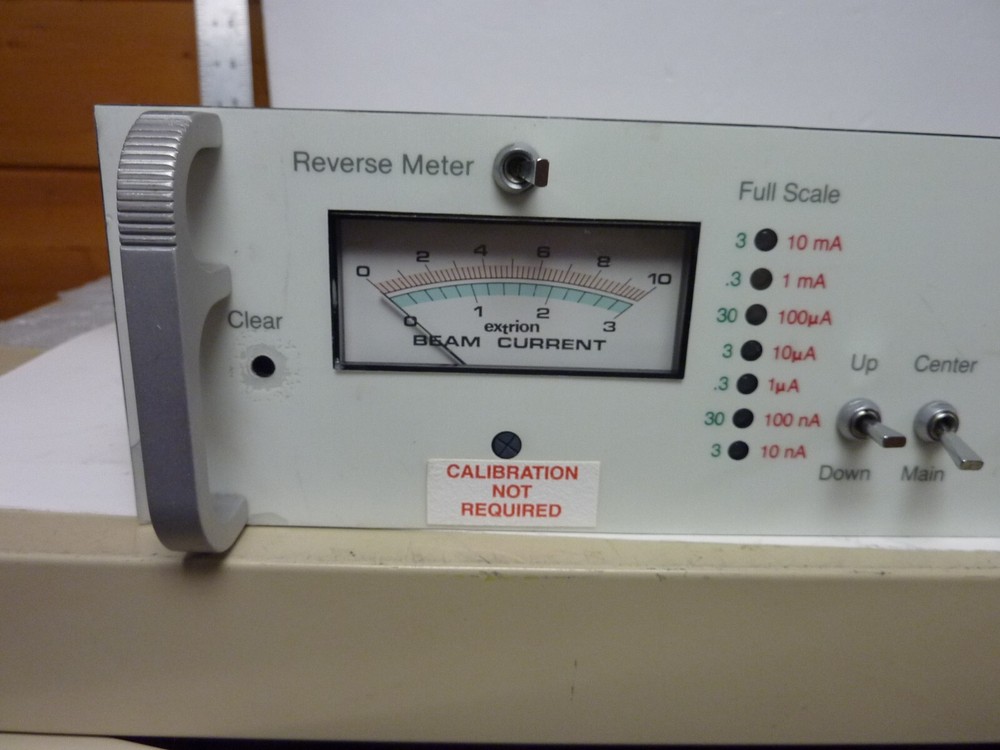 Reverse Meter
Full Scale
0 2 4 6 8 10
0 1 2 3
extrion
BEAM CURRENT
Clear
3 10 mA
.3 1 mA
30 100µA
3 10µA
.3 1µA
30 100 nA
3 10 nA
Up Center
Down Main
CALIBRATION
NOT
REQUIRED